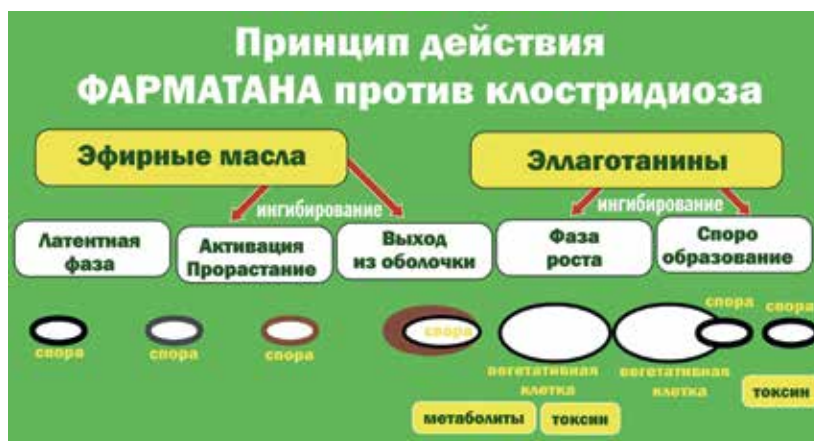 Принцип действия
ФАРМАТАНА против клостридиоза
Эфирные масла
Эллаготанины
ингибирование
ингибирование
Латентная
фаза
Активация
Прорастание
Выход
из оболочки
Фаза
роста
Споро
образование
спора
спора
спора
спора
спора
спора
вегетативная
клетка
вегетативная
клетка
метаболиты
токсин
токсин